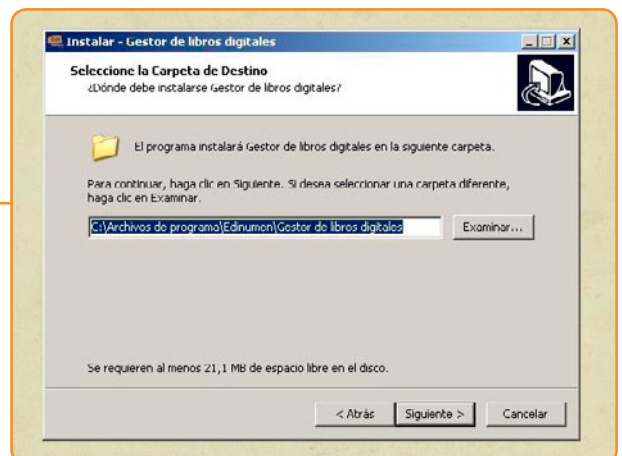 Instalar - Gestor de libros digitales
Seleccione la Carpeta de Destino
¿Dónde debe instalarse Gestor de libros digitales?
El programa instalará Gestor de libros digitales en la siguiente carpeta.
Para continuar, haga clic en Siguiente. Si desea seleccionar una carpeta diferente,
haga clic en Examinar.
C:\Archivos de programa\Edinumen\Gestor de libros digitales
Examinar...
Se requieren al menos 21,1 MB de espacio libre en el disco.
< Atrás
Siguiente >
Cancelar